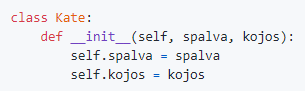 class Kate:
    def __init__(self, spalva, kojos):
        self.spalva = spalva
        self.kojos = kojos